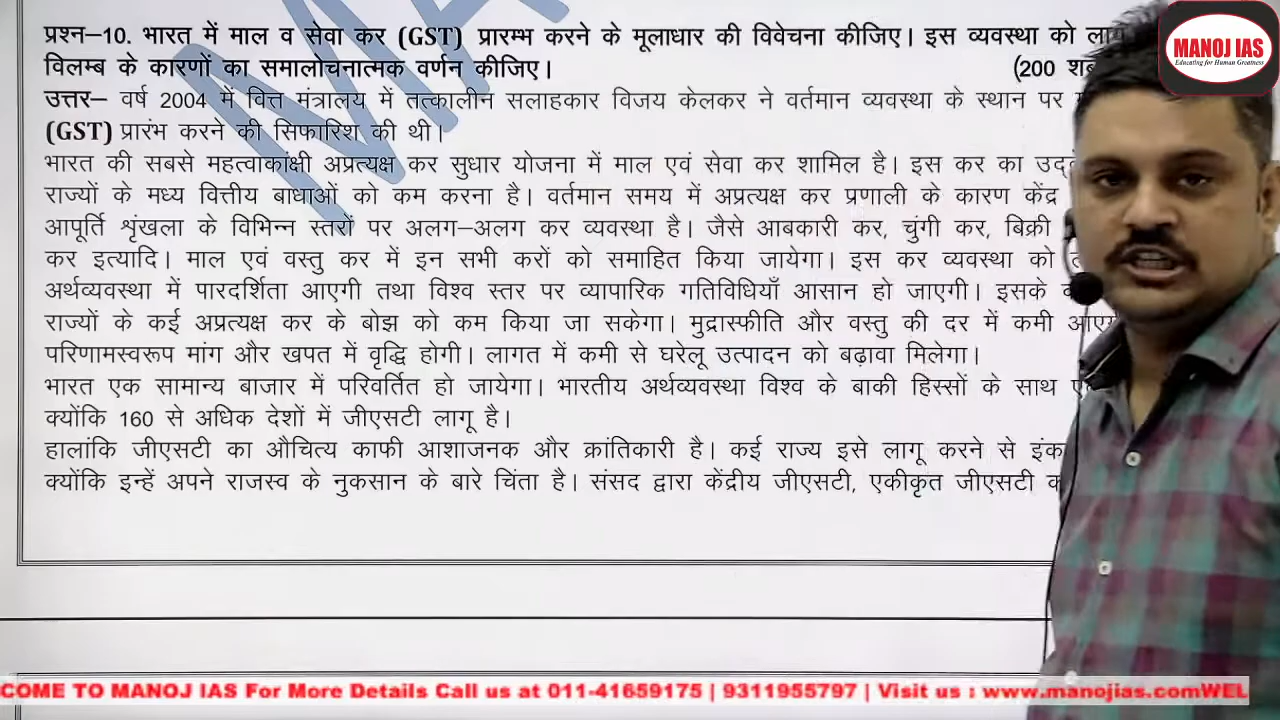 प्रश्न–10. भारत में माल व सेवा कर (GST) प्रारम्भ करने के मूलाधार की विवेचना कीजिए। इस व्यवस्था को
विलम्ब के कारणों का समालोचनात्मक वर्णन कीजिए। (200
उत्तर– वर्ष 2004 में वित्त मंत्रालय में तत्कालीन सलाहकार विजय केलकर ने वर्तमान व्यवस्था के स्थान पर
(GST) प्रारंभ करने की सिफारिश की थी।
भारत की सबसे महत्वाकांक्षी अप्रत्यक्ष कर सुधार योजना में माल एवं सेवा कर शामिल है। इस कर का
राज्यों के मध्य वित्तीय बाधाओं को कम करना है। वर्तमान समय में अप्रत्यक्ष कर प्रणाली के कारण केंद्र
आपूर्ति श्रृंखला के विभिन्न स्तरों पर अलग–अलग कर व्यवस्था है। जैसे आबकारी कर, चुंगी कर, बिक्री
कर इत्यादि। माल एवं वस्तु कर में इन सभी करों को समाहित किया जायेगा। इस कर व्यवस्था को
अर्थव्यवस्था में पारदर्शिता आएगी तथा विश्व स्तर पर व्यापारिक गतिविधियाँ आसान हो जाएगी। इसके
राज्यों के कई अप्रत्यक्ष कर के बोझ को कम किया जा सकेगा। मुद्रास्फीति और वस्तु की दर में कमी
परिणामस्वरूप मांग और खपत में वृद्धि होगी। लागत में कमी से घरेलू उत्पादन को बढ़ावा मिलेगा।
भारत एक सामान्य बाजार में परिवर्तित हो जायेगा। भारतीय अर्थव्यवस्था विश्व के बाकी हिस्सों के साथ
क्योंकि 160 से अधिक देशों में जीएसटी लागू है।
हालांकि जीएसटी का औचित्य काफी आशाजनक और क्रांतिकारी है। कई राज्य इसे लागू करने से
क्योंकि इन्हें अपने राजस्व के नुकसान के बारे चिंता है। संसद द्वारा केंद्रीय जीएसटी, एकीकृत जीएसटी
MANOJ IAS
Educating for Human Greatness
COME TO MANOJ IAS For More Details Call us at 011-41659175 | 9311955797 | Visit us : www.manojias.comWEL